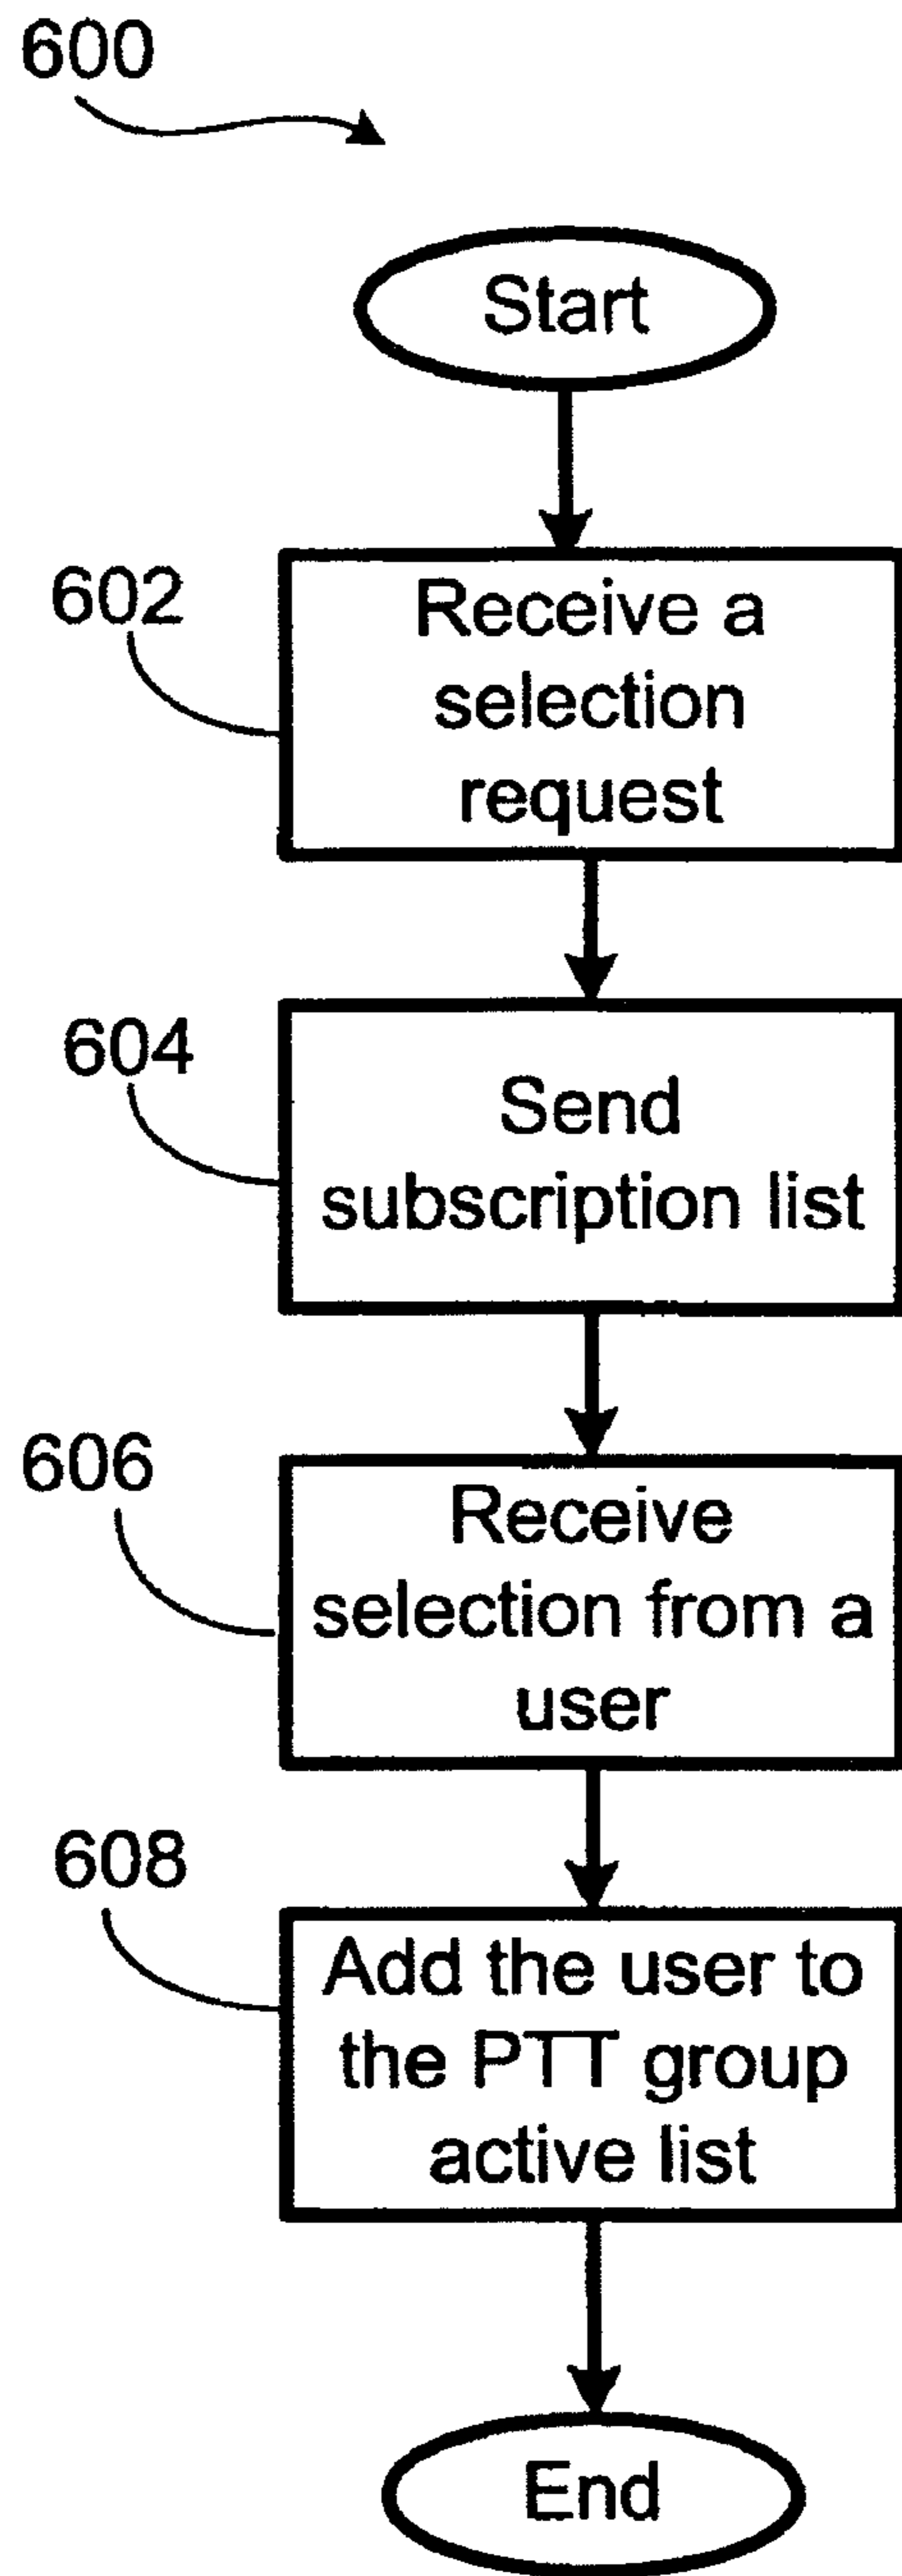 600
Start
602
Receive a
selection
request
604
Send
subscription list
606
Receive
selection from a
user
608
Add the user to
the PTT group
active list
End